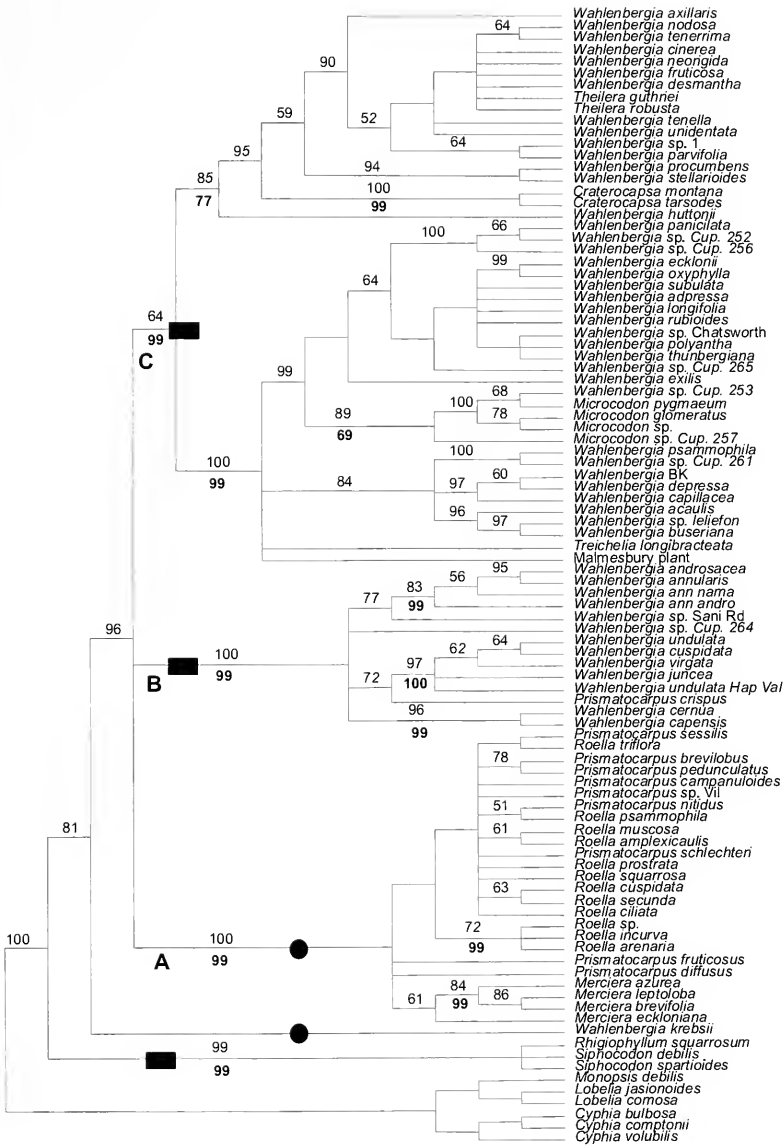 Wahlenbergia axillaris
64 Wahlenbergia nodosa
Wahlenbergia tenerrima
Wahlenbergia cinerea
90 Wahlenbergia neorigida
Wahlenbergia fruticosa
Wahlenbergia desmantha
Theilera guthriei
59 Theilera robusta
52 Wahlenbergia tenella
Wahlenbergia unidentata
95 64 Wahlenbergia sp. 1
Wahlenbergia parvifolia
94 Wahlenbergia procumbens
Wahlenbergia stellarioides
85 100 Craterocapsa montana
77 99 Craterocapsa tarsodes
Wahlenbergia huttonii
66 Wahlenbergia paniculata
100 Wahlenbergia sp. Cup. 252
Wahlenbergia sp. Cup. 256
99 Wahlenbergia ecklonii
64 Wahlenbergia oxyphylla
Wahlenbergia subulata
Wahlenbergia adpressa
Wahlenbergia longifolia
64 Wahlenbergia rubioides
99 Wahlenbergia sp. Chatsworth
C Wahlenbergia polyantha
Wahlenbergia thunbergiana
Wahlenbergia sp. Cup. 265
99 Wahlenbergia exilis
68 Wahlenbergia sp. Cup. 253
100 Microcodon pygmaeum
89 78 Microcodon glomeratus
69 Microcodon sp.
Microcodon sp. Cup. 257
100 Wahlenbergia psammophila
100 Wahlenbergia sp. Cup. 261
99 84 60 Wahlenbergia BK
97 Wahlenbergia depressa
Wahlenbergia capillacea
96 Wahlenbergia acaulis
97 Wahlenbergia sp. leliefon
Wahlenbergia buseriana
Treichelia longibracteata
Malmesbury plant
95 Wahlenbergia androsacea
56 Wahlenbergia annularis
83 Wahlenbergia ann nama
77 99 Wahlenbergia ann andro
Wahlenbergia sp. Sani Rd
96 Wahlenbergia sp. Cup. 264
64 Wahlenbergia undulata
100 62 Wahlenbergia cuspidata
97 Wahlenbergia virgata
B 99 72 100 Wahlenbergia juncea
Wahlenbergia undulata Hap Val
Prismatocarpus crispus
96 Wahlenbergia cernua
99 Wahlenbergia capensis
Prismatocarpus sessilis
Roella triflora
78 Prismatocarpus brevilobus
Prismatocarpus pedunculatus
Prismatocarpus campanuloides
Prismatocarpus sp. Vil
51 Prismatocarpus nitidus
Roella psammophila
81 61 Roella muscosa
Roella amplexicaulis
Prismatocarpus schlechteri
Roella prostrata
Roella squarrosa
63 Roella cuspidata
Roella secunda
Roella ciliata
72 Roella sp.
100 100 Roella incurva
A 99 99 Roella arenaria
Prismatocarpus fruticosus
Prismatocarpus diffusus
84 Merciera azurea
61 86 Merciera leptoloba
99 Merciera brevifolia
Merciera eckloniana
Wahlenbergia krebsii
99 Rhigiophyllum squarrosum
Siphocodon debilis
99 Siphocodon spartioides
Monopsis debilis
Lobelia jasionoides
Lobelia comosa
Cyphia bulbosa
Cyphia comptonii
Cyphia volubilis